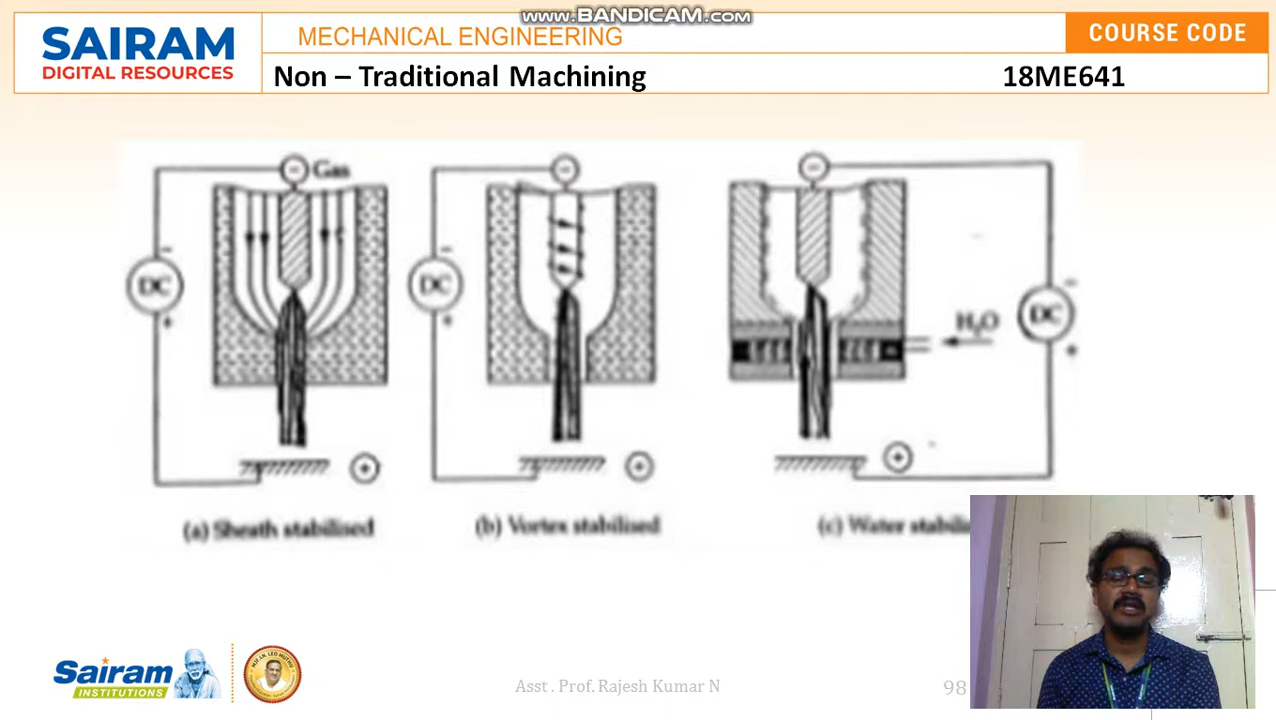 www.BANDICAM.com
SAIRAM
DIGITAL RESOURCES
MECHANICAL ENGINEERING
COURSE CODE
Non – Traditional Machining
18ME641
Gas
DC
DC
DC
H₂O
(a) Sheath stabilised
(b) Vortex stabilised
(c) Water
Sairam
INSTITUTIONS
Asst . Prof. Rajesh Kumar N
98